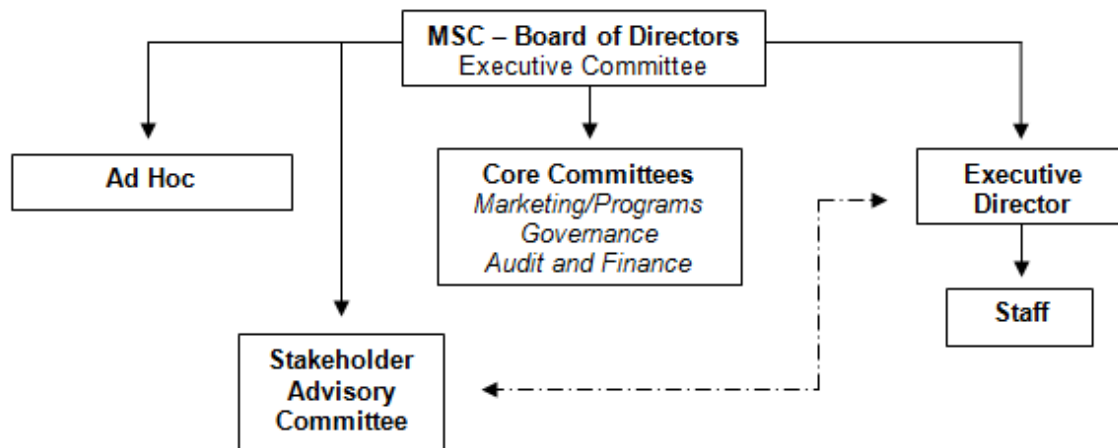 MSC – Board of Directors
Executive Committee
Ad Hoc
Core Committees
Marketing/Programs
Governance
Audit and Finance
Executive
Director
Staff
Stakeholder
Advisory
Committee